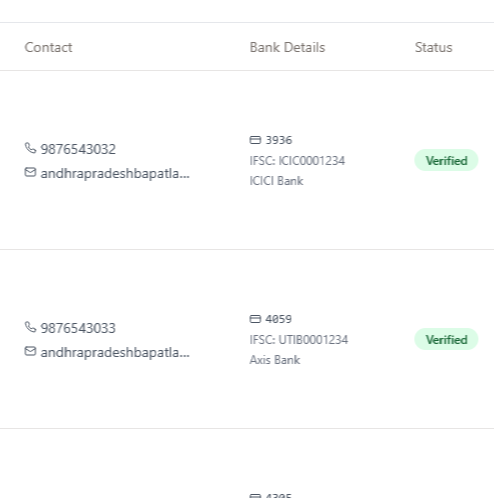 Contact Bank Details Status
9876543032
andhrapradeshbapatla...
3936
IFSC: ICIC0001234
ICICI Bank
Verified
9876543033
andhrapradeshbapatla...
4059
IFSC: UTIB0001234
Axis Bank
Verified